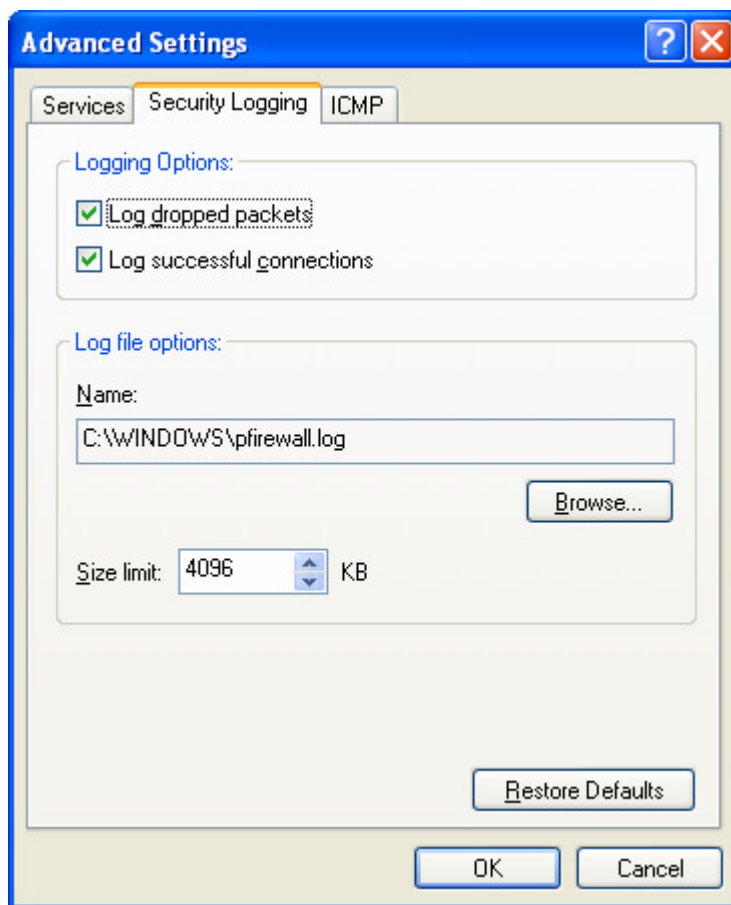 Advanced Settings
Services Security Logging ICMP
Logging Options:
Log dropped packets
Log successful connections
Log file options:
Name:
C:\WINDOWS\pfirewall.log
Browse...
Size limit: 4096 KB
Restore Defaults
OK Cancel